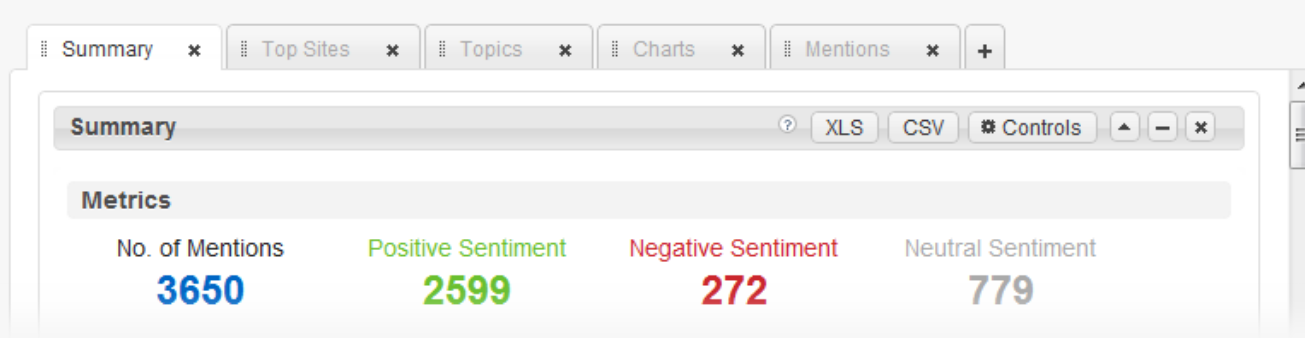 Summary Top Sites Topics Charts Mentions +
Summary ? XLS CSV Controls
Metrics
No. of Mentions Positive Sentiment Negative Sentiment Neutral Sentiment
3650 2599 272 779